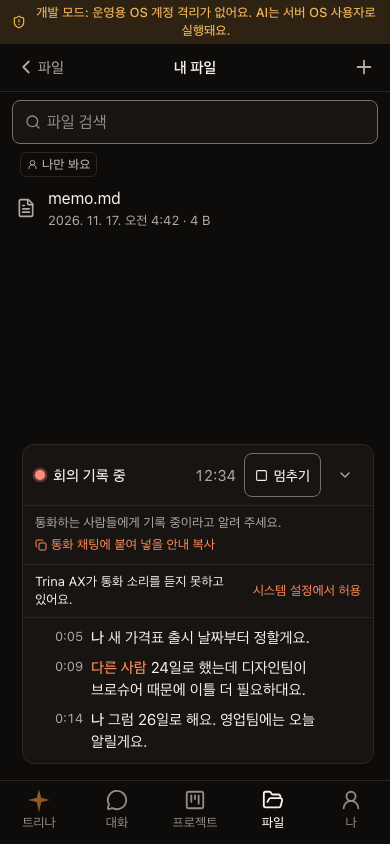 개발 모드: 운영용 OS 계정 격리가 없어요. AI는 서버 OS 사용자로
실행돼요.
파일
내 파일
파일 검색
나만 봐요
memo.md
2026. 11. 17. 오전 4:42 · 4 B
회의 기록 중
12:34
멈추기
통화하는 사람들에게 기록 중이라고 알려 주세요.
통화 채팅에 붙여 넣을 안내 복사
Trina AX가 통화 소리를 듣지 못하고
있어요.
시스템 설정에서 허용
0:05 나 새 가격표 출시 날짜부터 정할게요.
0:09 다른 사람 24일로 했는데 디자인팀이
브로슈어 때문에 이틀 더 필요하대요.
0:14 나 그럼 26일로 해요. 영업팀에는 오늘
알릴게요.
트리나
대화
프로젝트
파일
나